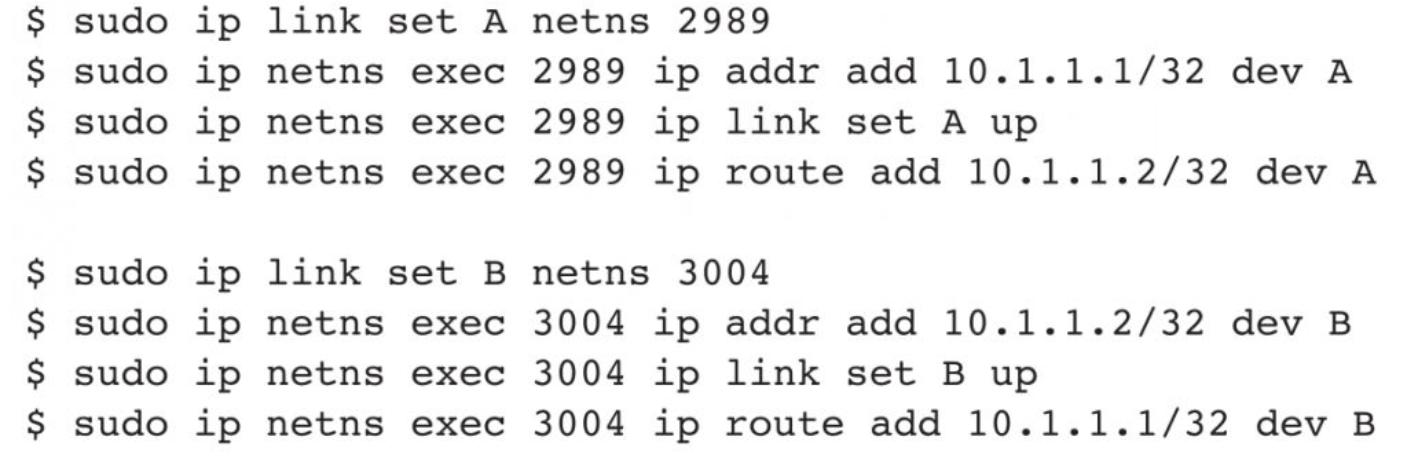 $ sudo ip link set A netns 2989
$ sudo ip netns exec 2989 ip addr add 10.1.1.1/32 dev A
$ sudo ip netns exec 2989 ip link set A up
$ sudo ip netns exec 2989 ip route add 10.1.1.2/32 dev A
$ sudo ip link set B netns 3004
$ sudo ip netns exec 3004 ip addr add 10.1.1.2/32 dev B
$ sudo ip netns exec 3004 ip link set B up
$ sudo ip netns exec 3004 ip route add 10.1.1.1/32 dev B